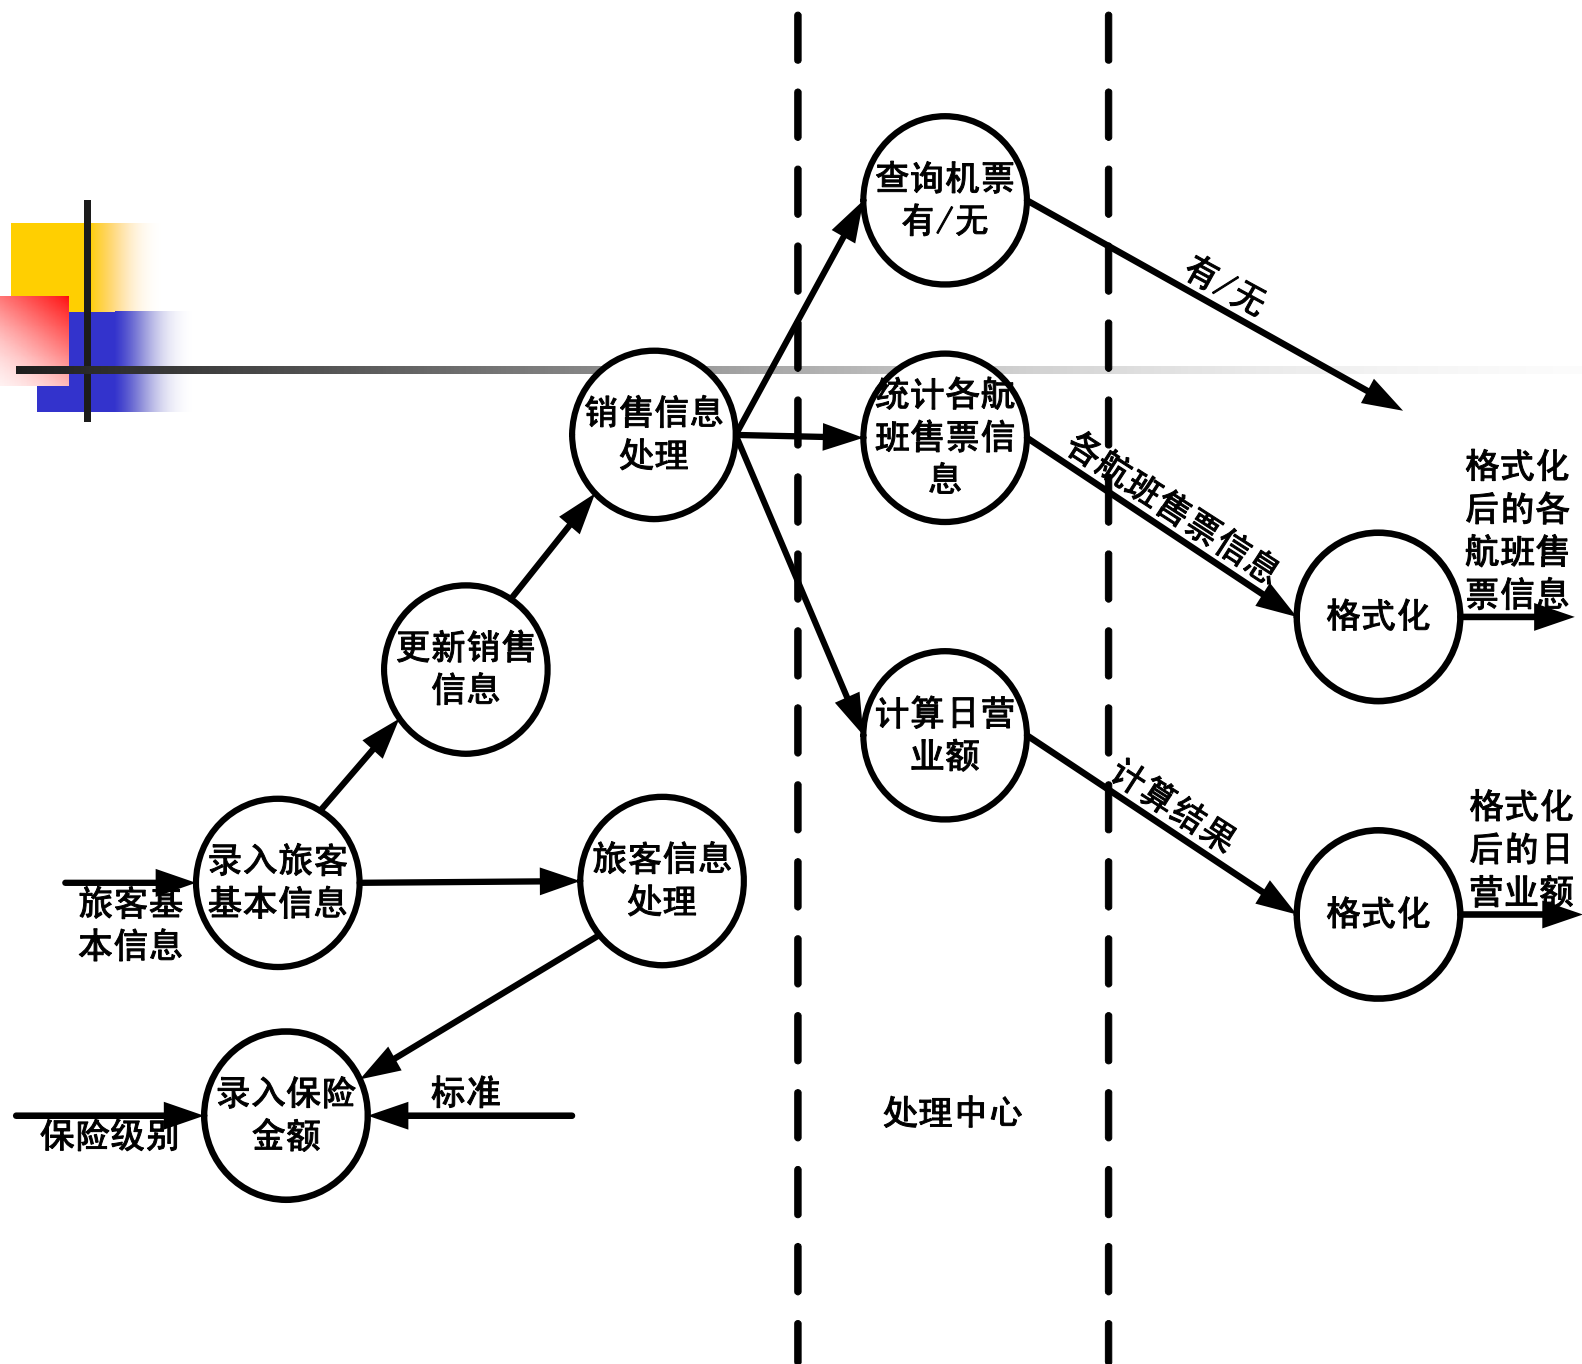 查询机票
有/无
有/无
销售信息
处理
统计各航
班售票信
息
各航班售票信息
格式化
后的各
航班售
票信息
格式化
更新销售
信息
计算日营
业额
计算结果
格式化
后的日
营业额
格式化
录入旅客
基本信息
旅客信息
处理
旅客基
本信息
录入保险
金额
标准
保险级别
处理中心